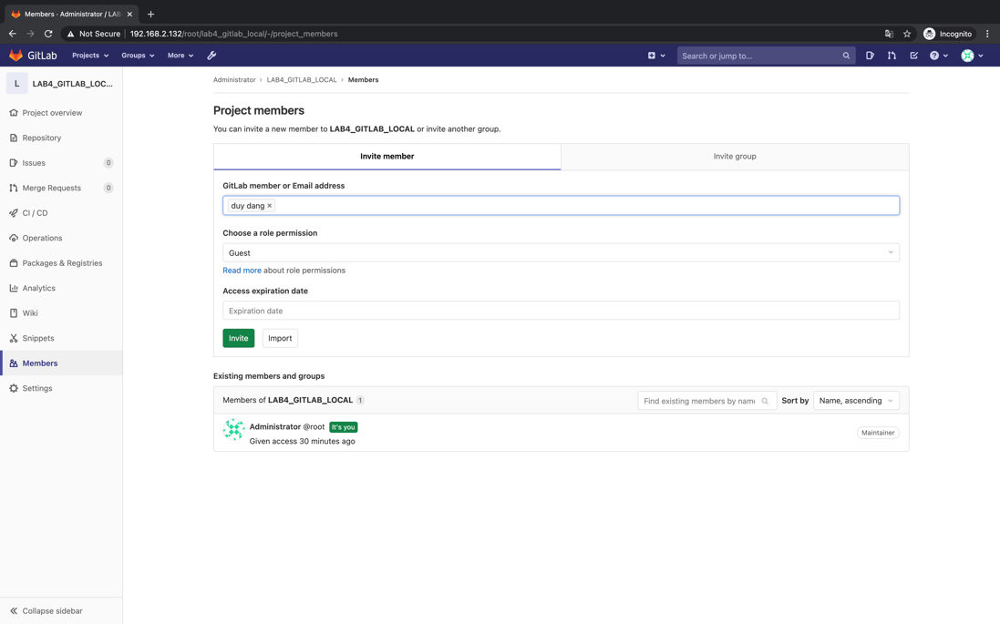 Members · Administrator / LAB
Not Secure 192.168.2.132/root/lab4_gitlab_local/-/project_members Incognito
GitLab Projects Groups More Search or jump to...
L LAB4_GITLAB_LOC...
Project overview
Repository
Issues 0
Merge Requests 0
CI / CD
Operations
Packages & Registries
Analytics
Wiki
Snippets
Members
Settings
Collapse sidebar
Administrator > LAB4_GITLAB_LOCAL > Members
Project members
You can invite a new member to LAB4_GITLAB_LOCAL or invite another group.
Invite member Invite group
GitLab member or Email address
duy dang
Choose a role permission
Guest
Read more about role permissions
Access expiration date
Expiration date
Invite Import
Existing members and groups
Members of LAB4_GITLAB_LOCAL 1 Find existing members by name Sort by Name, ascending
Administrator @root It's you
Given access 30 minutes ago
Maintainer